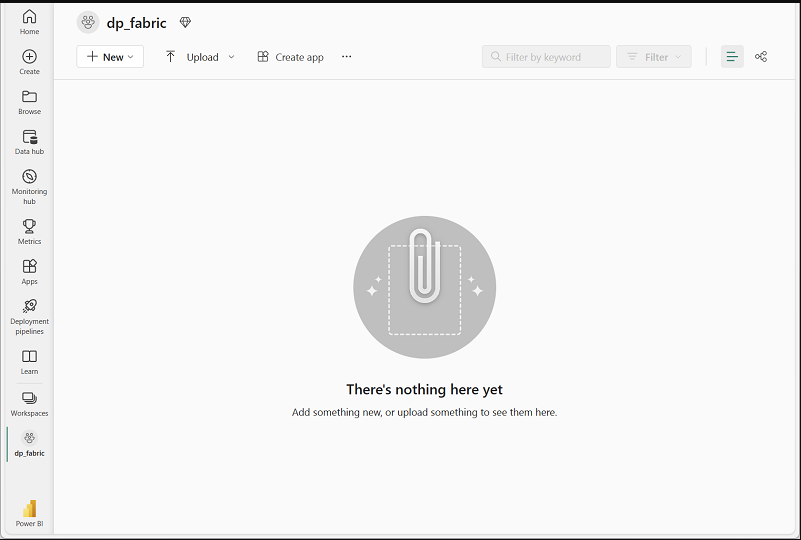 Home
Create
Browse
Data hub
Monitoring
hub
Metrics
Apps
Deployment
pipelines
Learn
Workspaces
dp_fabric
Power BI
dp_fabric
New
Upload
Create app
Filter by keyword
Filter
There's nothing here yet
Add something new, or upload something to see them here.